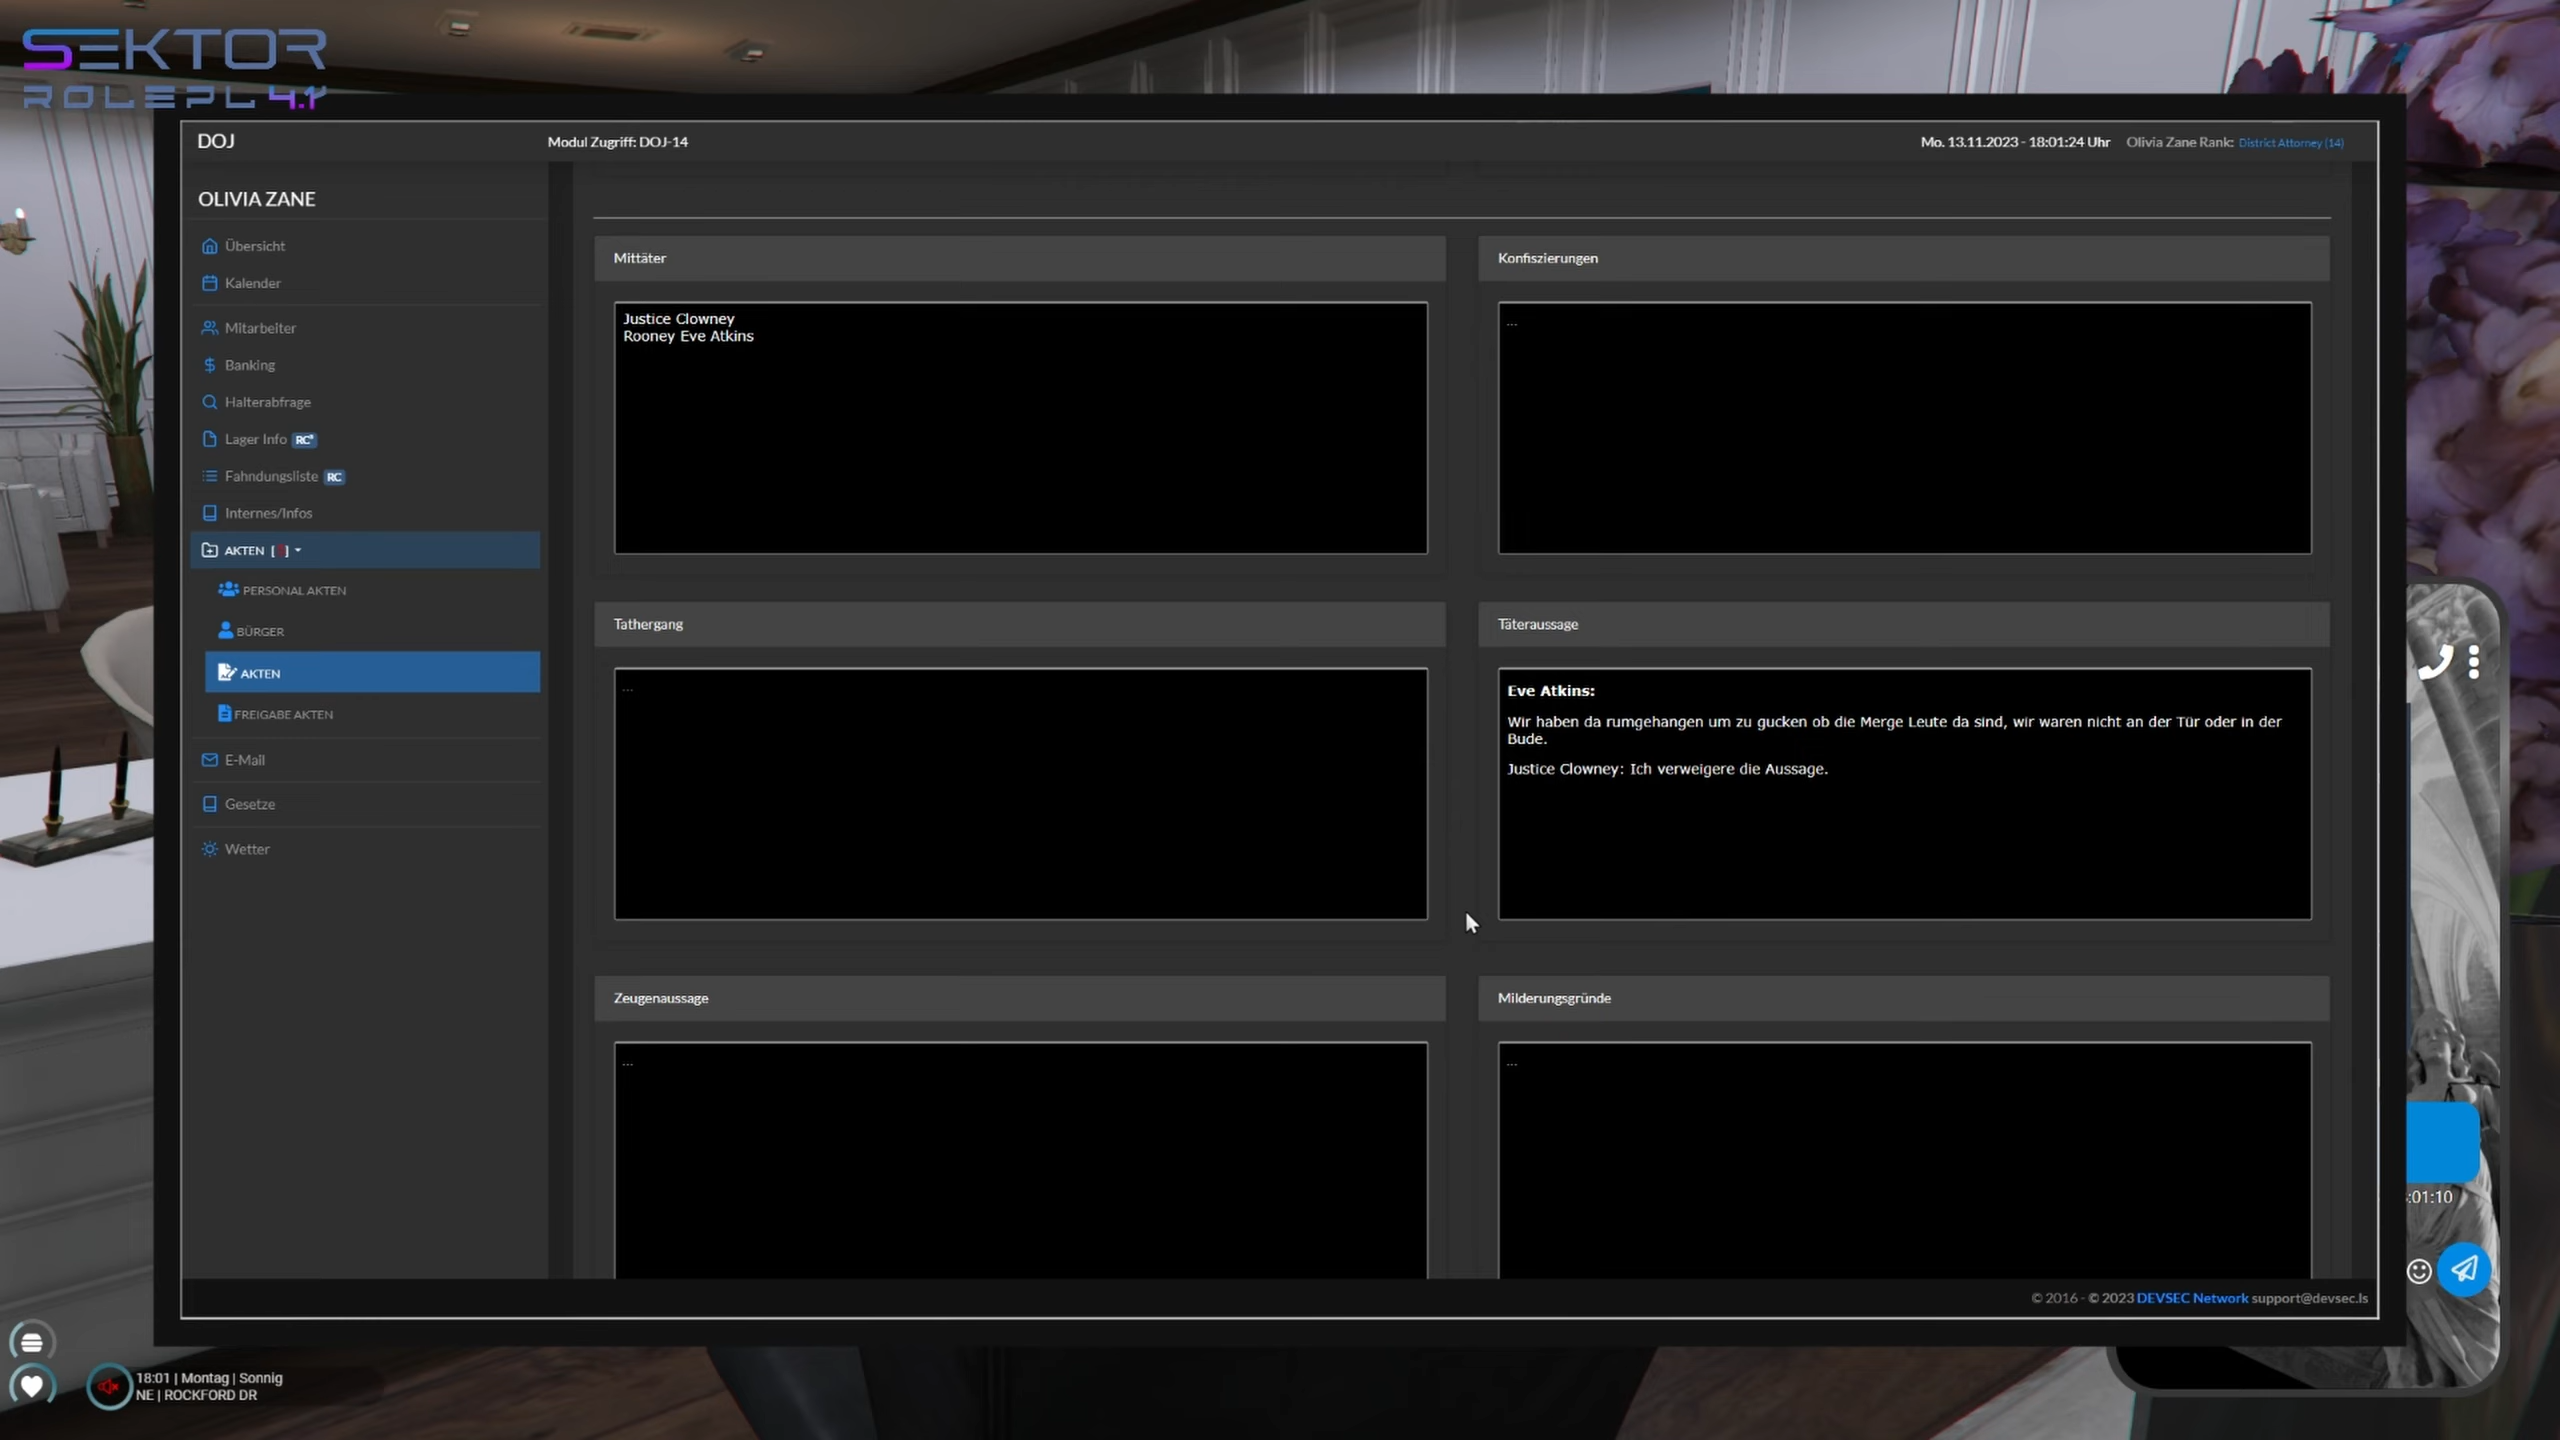 SEKTOR
ROLEPL4.Y
DOJ
Modul Zugriff: DOJ-14
Mo. 13.11.2023 - 18:01:24 Uhr
Olivia Zane Rank: District Attorney (14)
OLIVIA ZANE
Übersicht
Kalender
Mitarbeiter
Banking
Halterabfrage
Lager Info RC³
Fahndungsliste RC
Internes/Infos
AKTEN [ ]
PERSONAL AKTEN
BÜRGER
AKTEN
FREIGABE AKTEN
E-Mail
Gesetze
Wetter
Mittäter
Justice Clowney
Rooney Eve Atkins
Konfiszierungen
...
Tathergang
...
Täteraussage
Eve Atkins:
Wir haben da rumgehangen um zu gucken ob die Merge Leute da sind, wir waren nicht an der Tür oder in der
Bude.
Justice Clowney: Ich verweigere die Aussage.
Zeugenaussage
...
Milderungsgründe
...
:01:10
© 2016 - © 2023 DEVSEC Network support@devsec.ls
18:01 | Montag | Sonnig
NE | ROCKFORD DR